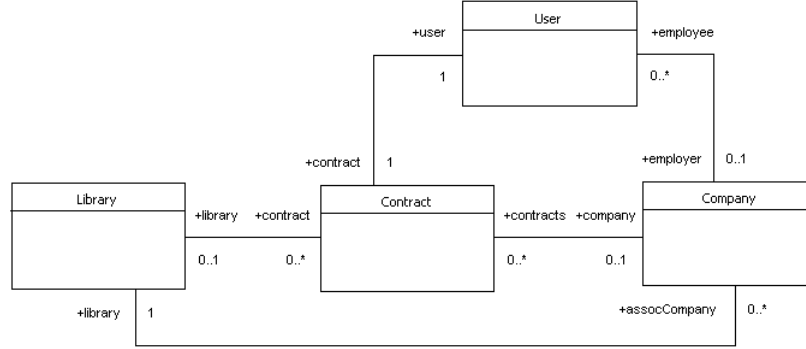 User
+user
+employee
1
0..*
+contract
1
+employer
0..1
Library
+library
+contract
Contract
+contracts
+company
Company
0..1
0..*
0..*
0..1
+library
1
+assocCompany
0..*